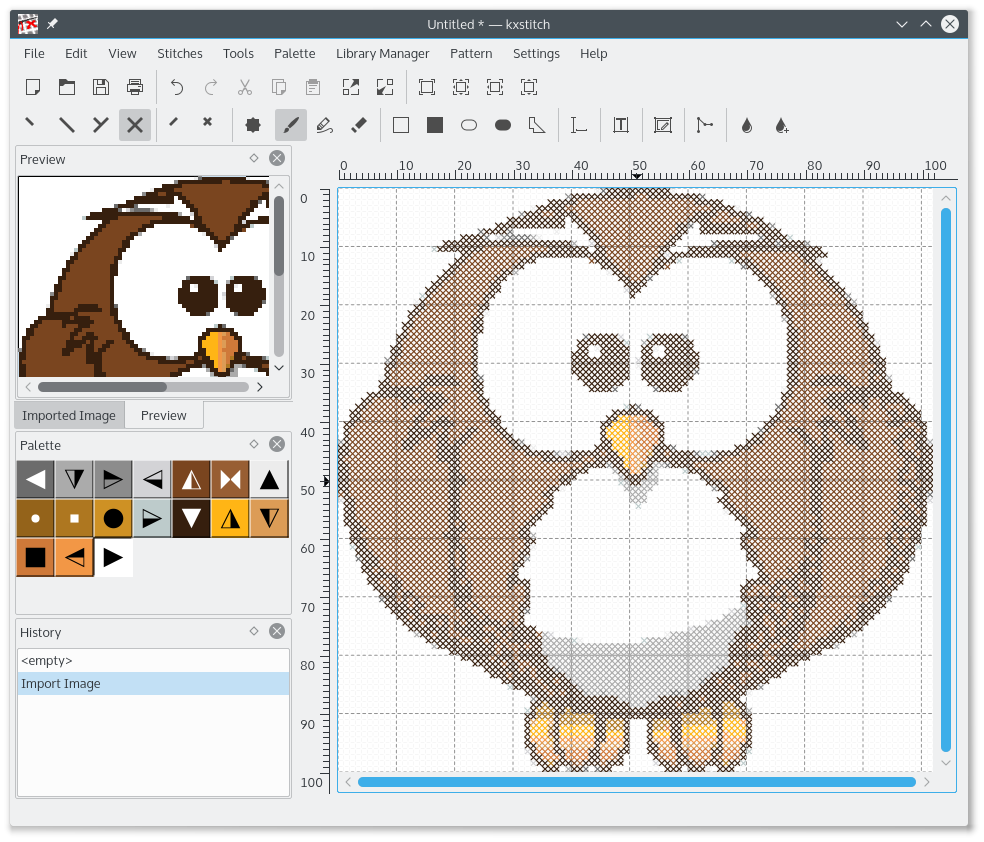 Untitled * — kxstitch
File Edit View Stitches Tools Palette Library Manager Pattern Settings Help
Preview
0 10 20 30 40 50 60 70 80 90 100
0
10
20
30
40
50
60
70
80
90
100
Imported Image Preview
Palette
History
<empty>
Import Image